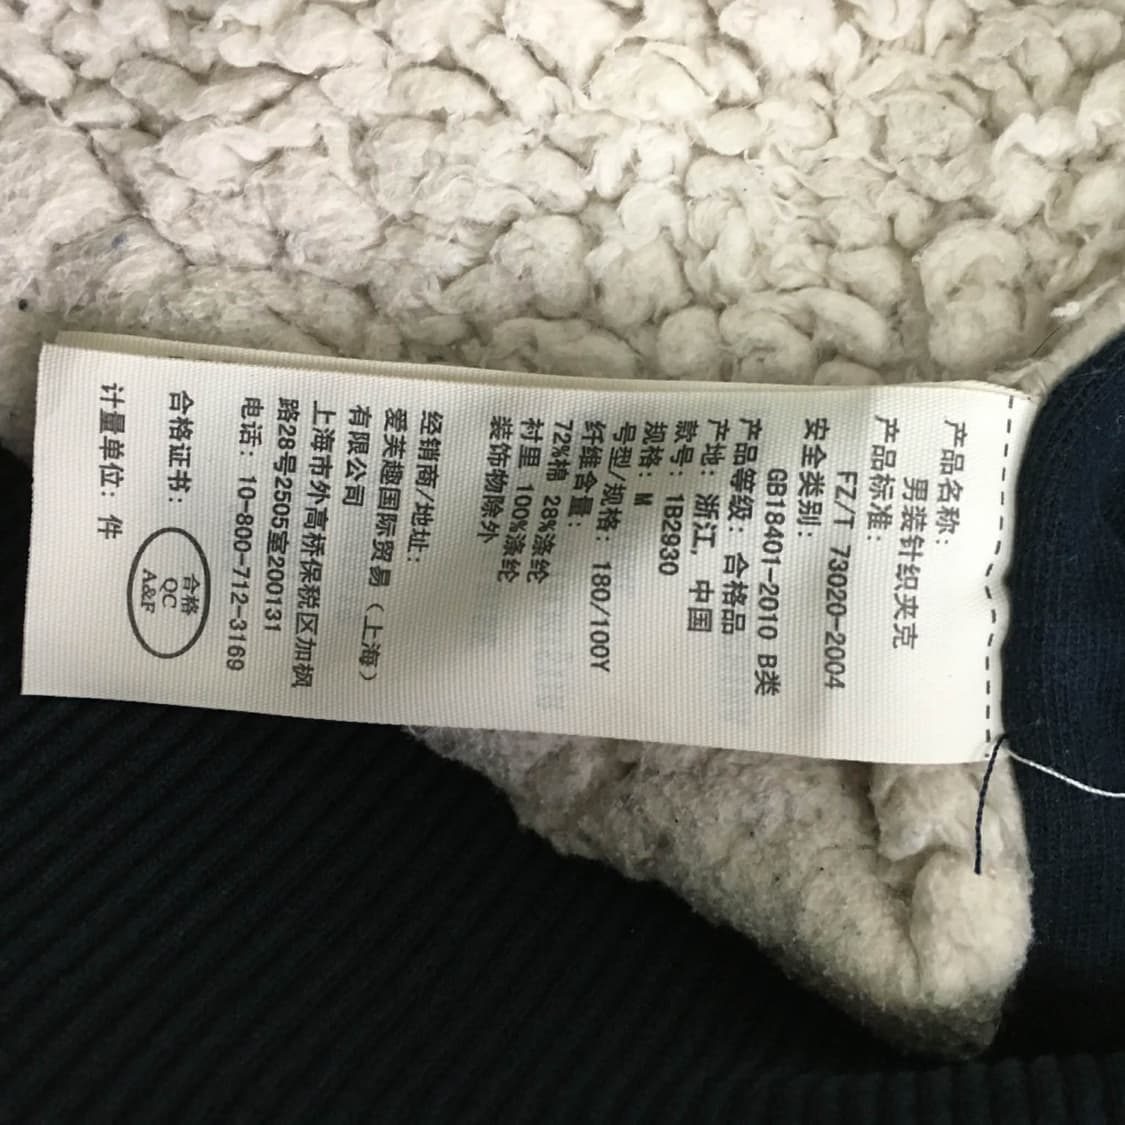 产品名称：
男装针织夹克
产品标准：
FZ/T 73020-2004
安全类别：
GB18401-2010 B类
产品等级：合格品
产地：浙江，中国
款号：1B2930
规格：M
号型/规格：180/100Y
纤维含量：
72%棉 28%涤纶
衬里 100%涤纶
装饰物除外
经销商/地址：
爱芙趣国际贸易（上海）
有限公司
上海市外高桥保税区加枫
路28号2505室200131
电话：10-800-712-3169
合格证书：
合格
QC
A&F
计量单位：件